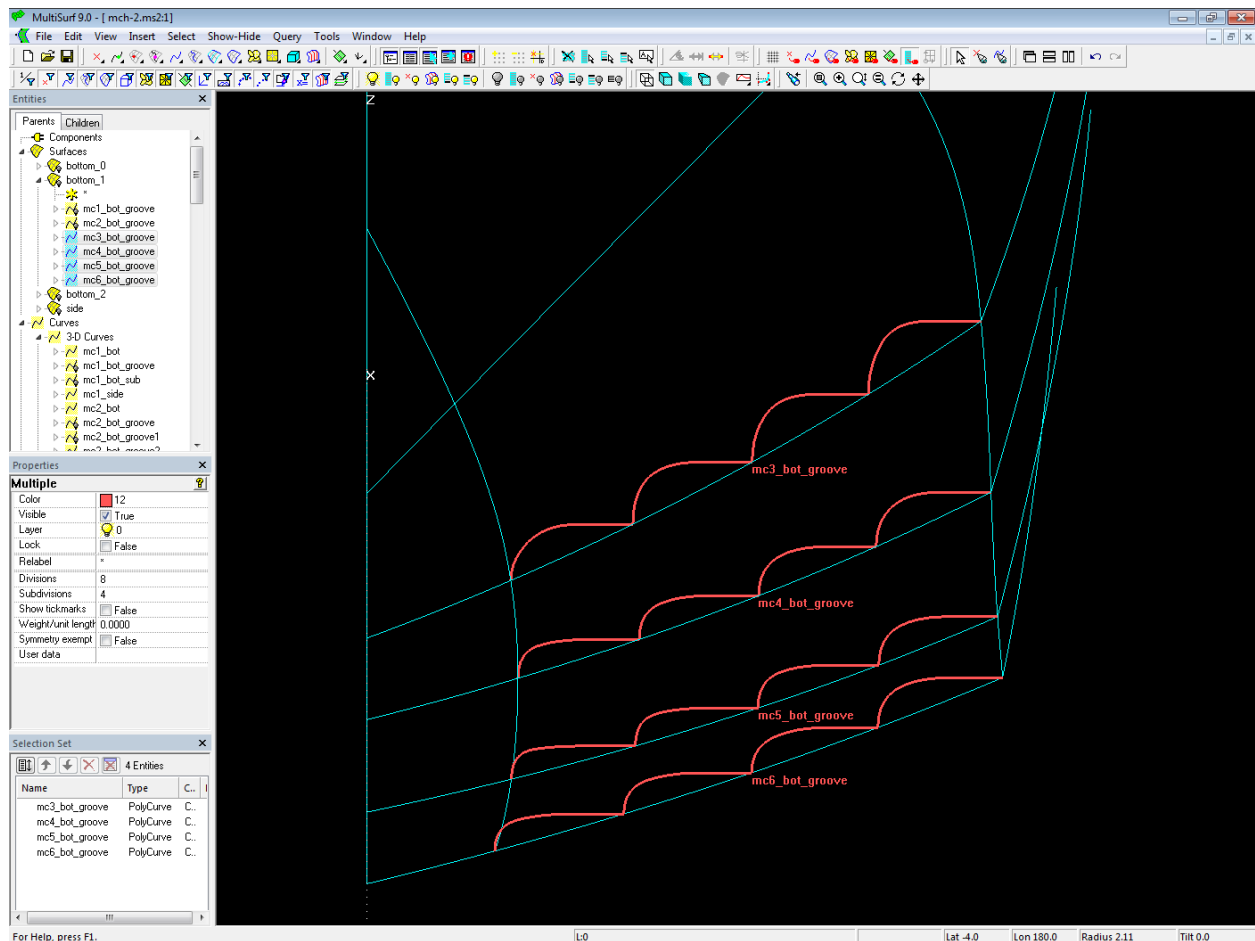 MultiSurf 9.0 - [ mch-2.ms2:1]
File Edit View Insert Select Show-Hide Query Tools Window Help
Entities
Parents Children
Components
Surfaces
bottom_0
bottom_1
*
mc1_bot_groove
mc2_bot_groove
mc3_bot_groove
mc4_bot_groove
mc5_bot_groove
mc6_bot_groove
bottom_2
side
Curves
3-D Curves
mc1_bot
mc1_bot_groove
mc1_bot_sub
mc1_side
mc2_bot
mc2_bot_groove
mc2_bot_groove1
Properties
Multiple
Color 12
Visible True
Layer 0
Lock False
Relabel *
Divisions 8
Subdivisions 4
Show tickmarks False
Weight/unit length 0.0000
Symmetry exempt False
User data
Selection Set
4 Entities
Name Type C..
mc3_bot_groove PolyCurve C..
mc4_bot_groove PolyCurve C..
mc5_bot_groove PolyCurve C..
mc6_bot_groove PolyCurve C..
Z
X
mc3_bot_groove
mc4_bot_groove
mc5_bot_groove
mc6_bot_groove
For Help, press F1. L:0 Lat -4.0 Lon 180.0 Radius 2.11 Tilt 0.0